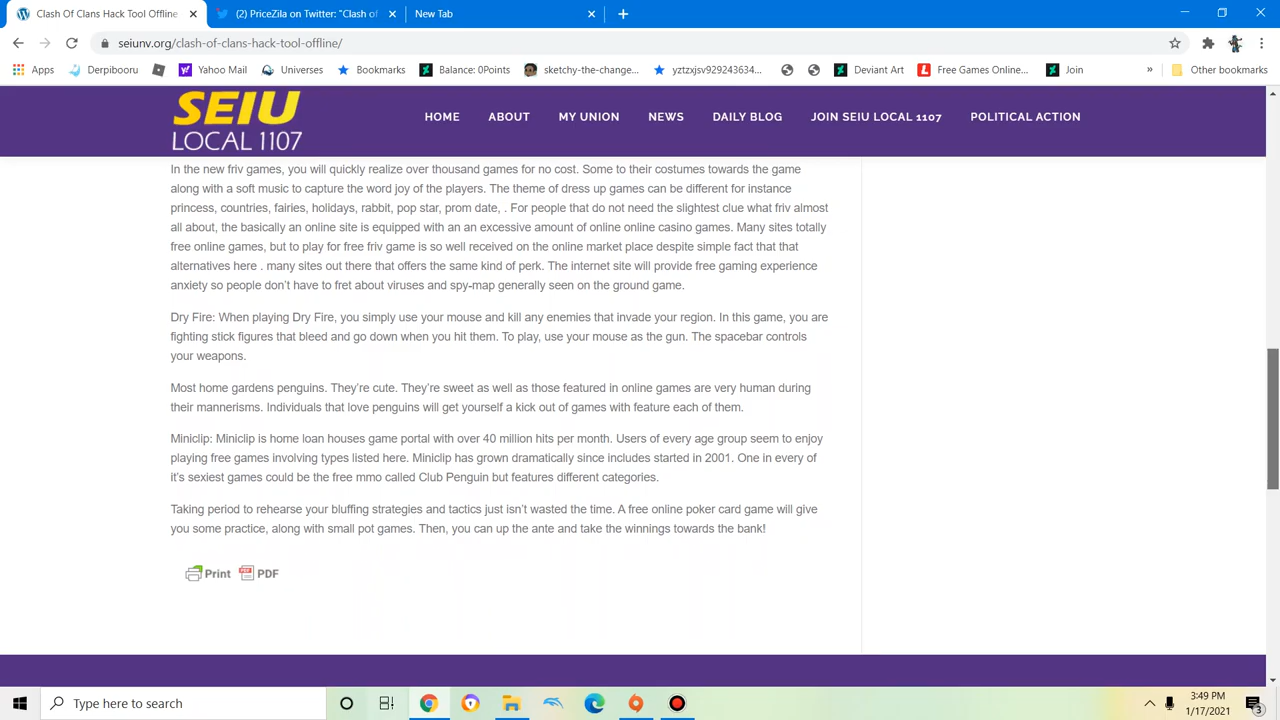 Clash Of Clans Hack Tool Offline
(2) PriceZila on Twitter: "Clash of
New Tab
seiunv.org/clash-of-clans-hack-tool-offline/
Apps Derpibooru Yahoo Mail Universes Bookmarks Balance: 0Points sketchy-the-change... yztzxjsv929243634... Deviant Art Free Games Online... Join » Other bookmarks
SEIU
LOCAL 1107
HOME ABOUT MY UNION NEWS DAILY BLOG JOIN SEIU LOCAL 1107 POLITICAL ACTION
In the new friv games, you will quickly realize over thousand games for no cost. Some to their costumes towards the game
along with a soft music to capture the word joy of the players. The theme of dress up games can be different for instance
princess, countries, fairies, holidays, rabbit, pop star, prom date, . For people that do not need the slightest clue what friv almost
all about, the basically an online site is equipped with an an excessive amount of online online casino games. Many sites totally
free online games, but to play for free friv game is so well received on the online market place despite simple fact that that
alternatives here . many sites out there that offers the same kind of perk. The internet site will provide free gaming experience
anxiety so people don’t have to fret about viruses and spy-map generally seen on the ground game.
Dry Fire: When playing Dry Fire, you simply use your mouse and kill any enemies that invade your region. In this game, you are
fighting stick figures that bleed and go down when you hit them. To play, use your mouse as the gun. The spacebar controls
your weapons.
Most home gardens penguins. They’re cute. They’re sweet as well as those featured in online games are very human during
their mannerisms. Individuals that love penguins will get yourself a kick out of games with feature each of them.
Miniclip: Miniclip is home loan houses game portal with over 40 million hits per month. Users of every age group seem to enjoy
playing free games involving types listed here. Miniclip has grown dramatically since includes started in 2001. One in every of
it’s sexiest games could be the free mmo called Club Penguin but features different categories.
Taking period to rehearse your bluffing strategies and tactics just isn’t wasted the time. A free online poker card game will give
you some practice, along with small pot games. Then, you can up the ante and take the winnings towards the bank!
Print PDF
Type here to search
3:49 PM
1/17/2021
3